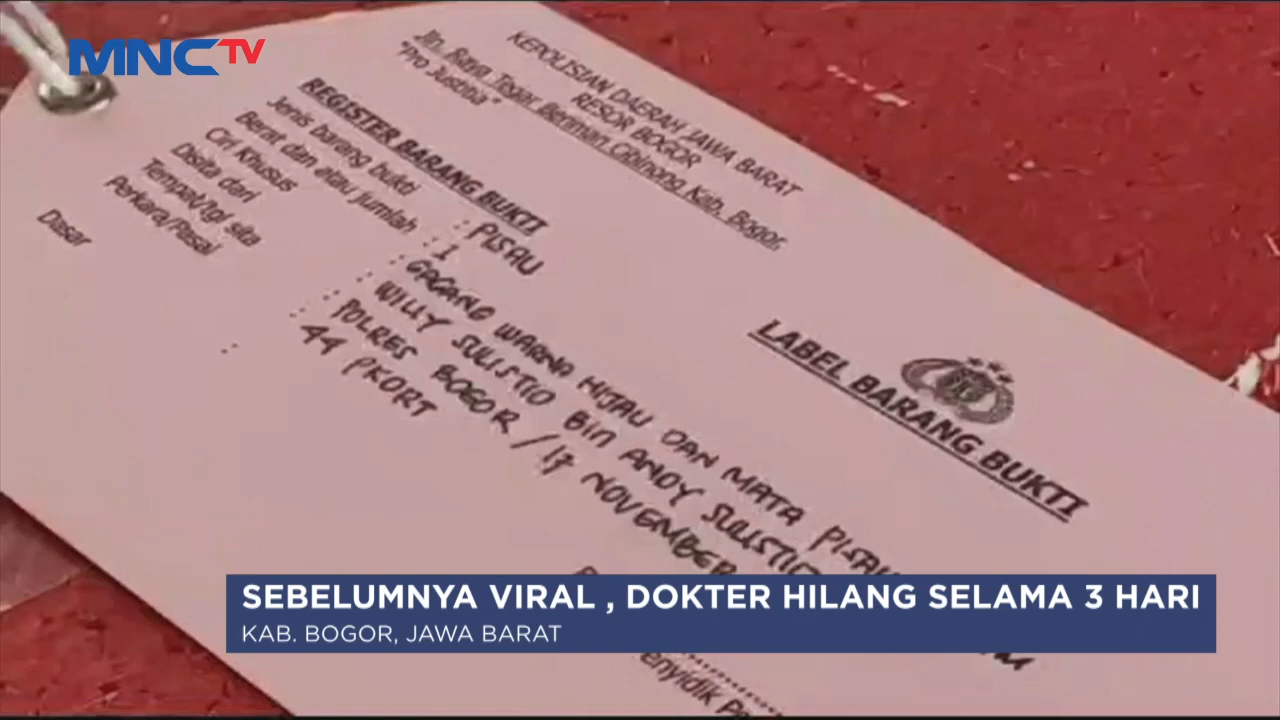 MNCTV
KEPOLISIAN DAERAH JAWA BARAT
RESOR BOGOR
Jln. Raya Tegar Beriman Cibinong Kab. Bogor
"Pro Justitia"
LABEL BARANG BUKTI
REGISTER BARANG BUKTI
Jenis barang bukti : PISAU
Berat dan atau jumlah : 1
Ciri Khusus : GAGANG WARNA HIJAU DAN MATA PISAU
Disita dari : WILLY SULISTIO BIN ANDY SULISTIO
Tempat/tgl sita : POLRES BOGOR / 17 NOVEMBER
Perkara/Pasal : 44 PKDRT
Dasar :
SEBELUMNYA VIRAL , DOKTER HILANG SELAMA 3 HARI
KAB. BOGOR, JAWA BARAT